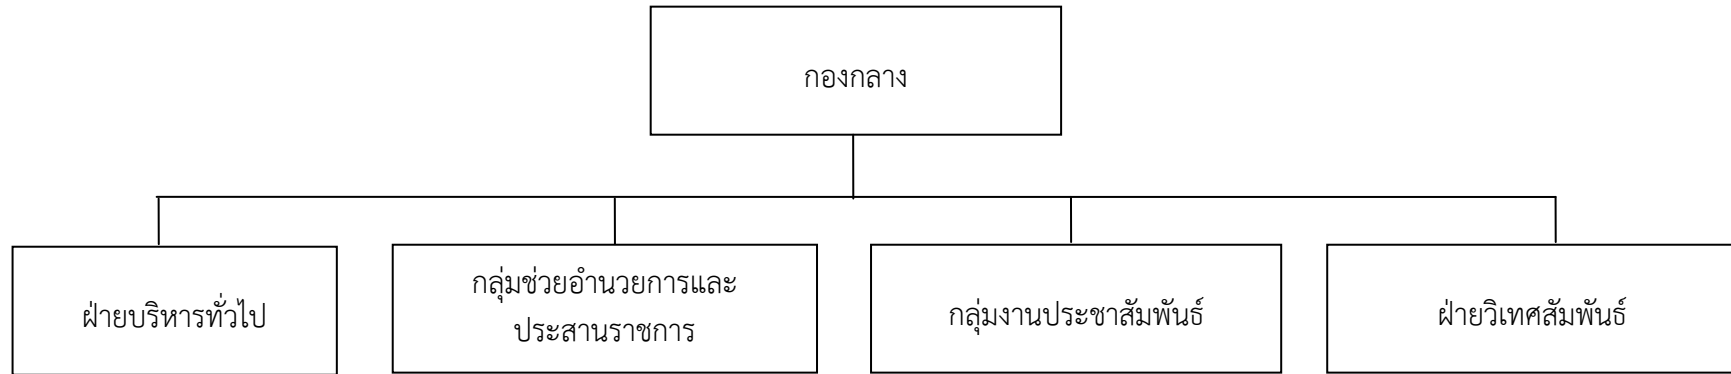 กองกลาง
ฝ่ายบริหารทั่วไป
กลุ่มช่วยอำนวยการและ
ประสานราชการ
กลุ่มงานประชาสัมพันธ์
ฝ่ายวิเทศสัมพันธ์